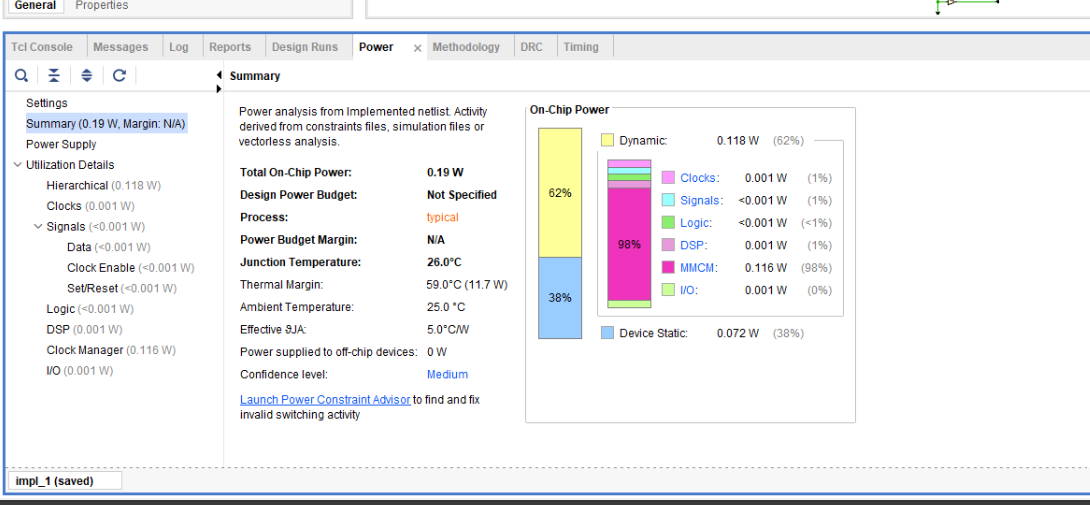 General Properties
Tcl Console Messages Log Reports Design Runs Power × Methodology DRC Timing
Summary
Settings
Summary (0.19 W, Margin: N/A)
Power Supply
Utilization Details
Hierarchical (0.118 W)
Clocks (0.001 W)
Signals (<0.001 W)
Data (<0.001 W)
Clock Enable (<0.001 W)
Set/Reset (<0.001 W)
Logic (<0.001 W)
DSP (0.001 W)
Clock Manager (0.116 W)
I/O (0.001 W)
Power analysis from Implemented netlist. Activity
derived from constraints files, simulation files or
vectorless analysis.
Total On-Chip Power: 0.19 W
Design Power Budget: Not Specified
Process: typical
Power Budget Margin: N/A
Junction Temperature: 26.0°C
Thermal Margin: 59.0°C (11.7 W)
Ambient Temperature: 25.0 °C
Effective ϑJA: 5.0°C/W
Power supplied to off-chip devices: 0 W
Confidence level: Medium
Launch Power Constraint Advisor to find and fix
invalid switching activity
On-Chip Power
62%
38%
Dynamic: 0.118 W (62%)
98%
Clocks: 0.001 W (1%)
Signals: <0.001 W (1%)
Logic: <0.001 W (<1%)
DSP: 0.001 W (1%)
MMCM: 0.116 W (98%)
I/O: 0.001 W (0%)
Device Static: 0.072 W (38%)
impl_1 (saved)